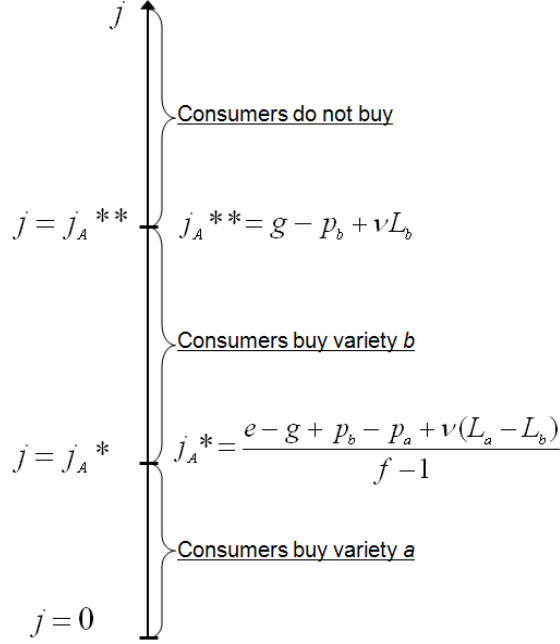 j
Consumers do not buy
j = j_A** j_A** = g − p_b + νL_b
Consumers buy variety b
j = j_A* j_A* = \frac{e − g + p_b − p_a + ν(L_a − L_b)}{f − 1}
Consumers buy variety a
j = 0